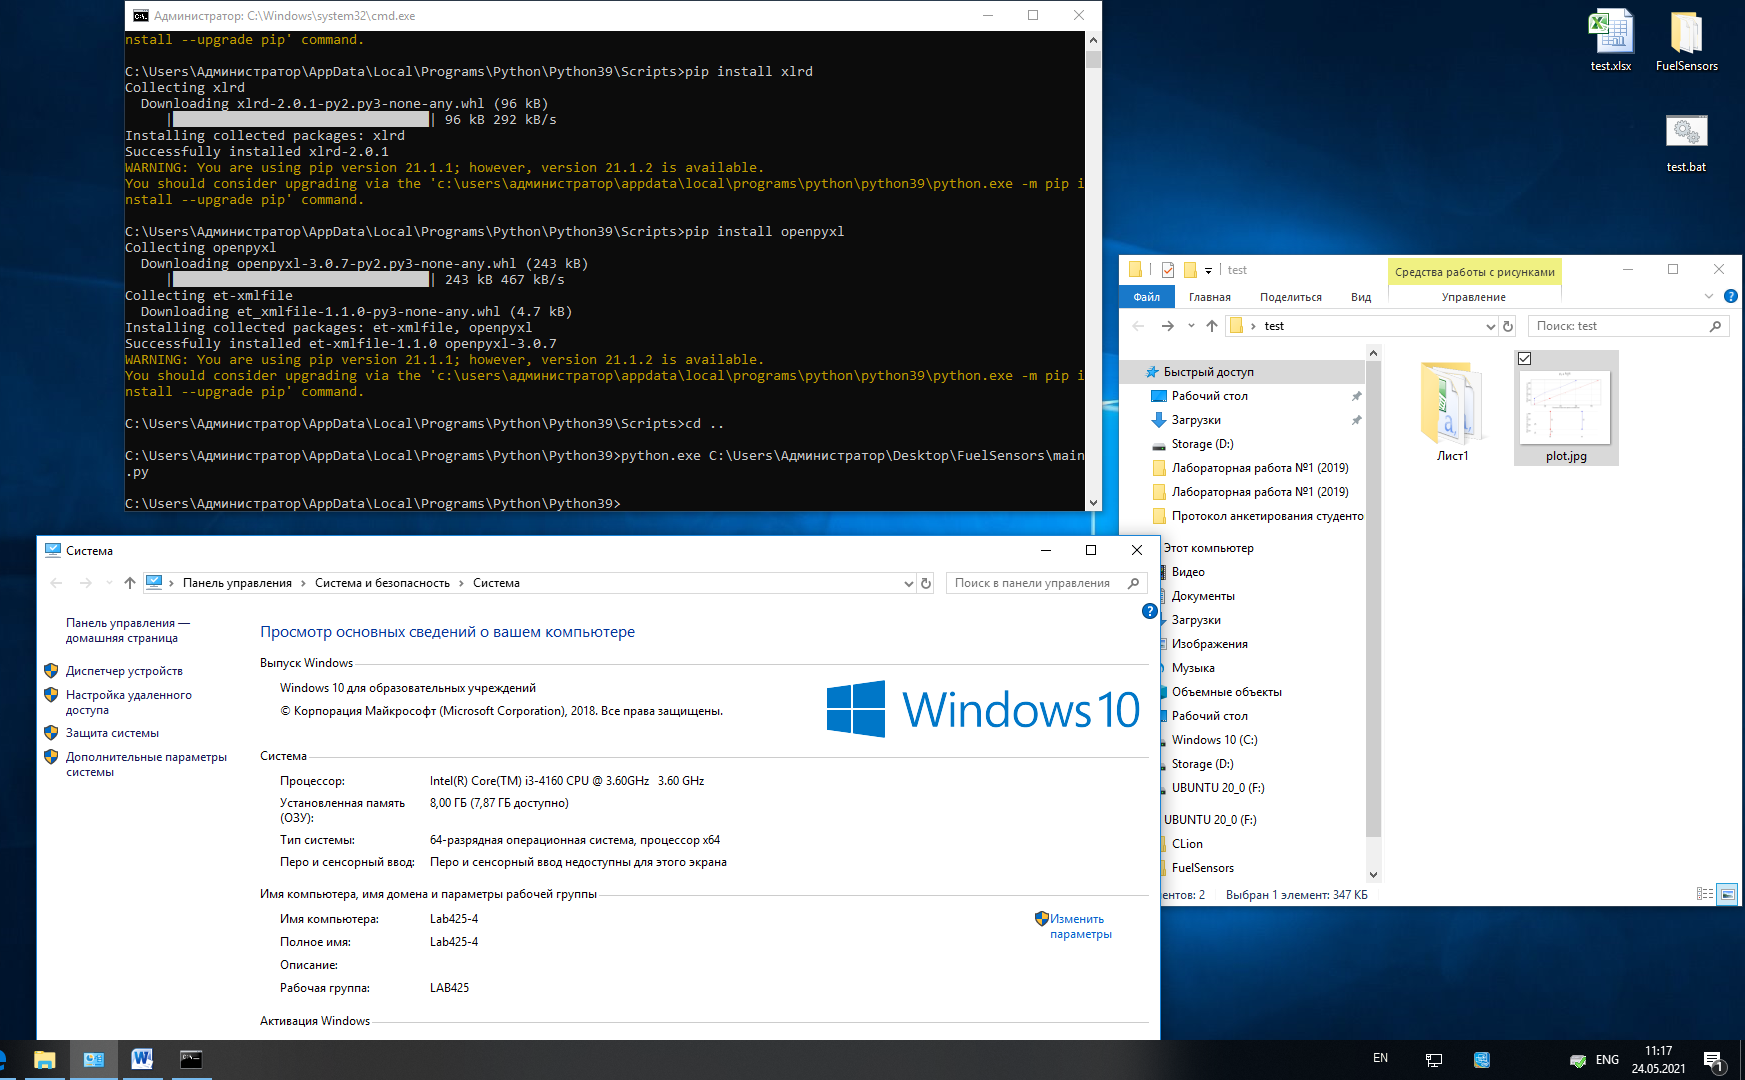 Администратор: C:\Windows\system32\cmd.exe
nstall --upgrade pip' command.
C:\Users\Администратор\AppData\Local\Programs\Python\Python39\Scripts>pip install xlrd
Collecting xlrd
Downloading xlrd-2.0.1-py2.py3-none-any.whl (96 kB)
| | 96 kB 292 kB/s
Installing collected packages: xlrd
Successfully installed xlrd-2.0.1
WARNING: You are using pip version 21.1.1; however, version 21.1.2 is available.
You should consider upgrading via the 'c:\users\администратор\appdata\local\programs\python\python39\python.exe -m pip i
nstall --upgrade pip' command.
C:\Users\Администратор\AppData\Local\Programs\Python\Python39\Scripts>pip install openpyxl
Collecting openpyxl
Downloading openpyxl-3.0.7-py2.py3-none-any.whl (243 kB)
| | 243 kB 467 kB/s
Collecting et-xmlfile
Downloading et_xmlfile-1.1.0-py3-none-any.whl (4.7 kB)
Installing collected packages: et-xmlfile, openpyxl
Successfully installed et-xmlfile-1.1.0 openpyxl-3.0.7
WARNING: You are using pip version 21.1.1; however, version 21.1.2 is available.
You should consider upgrading via the 'c:\users\администратор\appdata\local\programs\python\python39\python.exe -m pip i
nstall --upgrade pip' command.
C:\Users\Администратор\AppData\Local\Programs\Python\Python39\Scripts>cd ..
C:\Users\Администратор\AppData\Local\Programs\Python\Python39>python.exe C:\Users\Администратор\Desktop\FuelSensors\main
.py
C:\Users\Администратор\AppData\Local\Programs\Python\Python39>
test.xlsx
FuelSensors
test.bat
test
Средства работы с рисунками
Файл
Главная
Поделиться
Вид
Управление
test
Поиск: test
Быстрый доступ
Рабочий стол
Загрузки
Storage (D:)
Лабораторная работа №1 (2019)
Лабораторная работа №1 (2019)
Протокол анкетирования студенто
Этот компьютер
Видео
Документы
Загрузки
Изображения
Музыка
Объемные объекты
Рабочий стол
Windows 10 (C:)
Storage (D:)
UBUNTU 20_0 (F:)
UBUNTU 20_0 (F:)
CLion
FuelSensors
Лист1
plot.jpg
ентов: 2
Выбран 1 элемент: 347 КБ
Система
Панель управления
Система и безопасность
Система
Поиск в панели управления
Панель управления —
домашняя страница
Диспетчер устройств
Настройка удаленного
доступа
Защита системы
Дополнительные параметры
системы
Просмотр основных сведений о вашем компьютере
Выпуск Windows
Windows 10 для образовательных учреждений
© Корпорация Майкрософт (Microsoft Corporation), 2018. Все права защищены.
Windows 10
Система
Процессор: Intel(R) Core(TM) i3-4160 CPU @ 3.60GHz 3.60 GHz
Установленная память
(ОЗУ): 8,00 ГБ (7,87 ГБ доступно)
Тип системы: 64-разрядная операционная система, процессор x64
Перо и сенсорный ввод: Перо и сенсорный ввод недоступны для этого экрана
Имя компьютера, имя домена и параметры рабочей группы
Имя компьютера: Lab425-4
Полное имя: Lab425-4
Описание:
Рабочая группа: LAB425
Изменить
параметры
Активация Windows
EN
ENG
11:17
24.05.2021
1